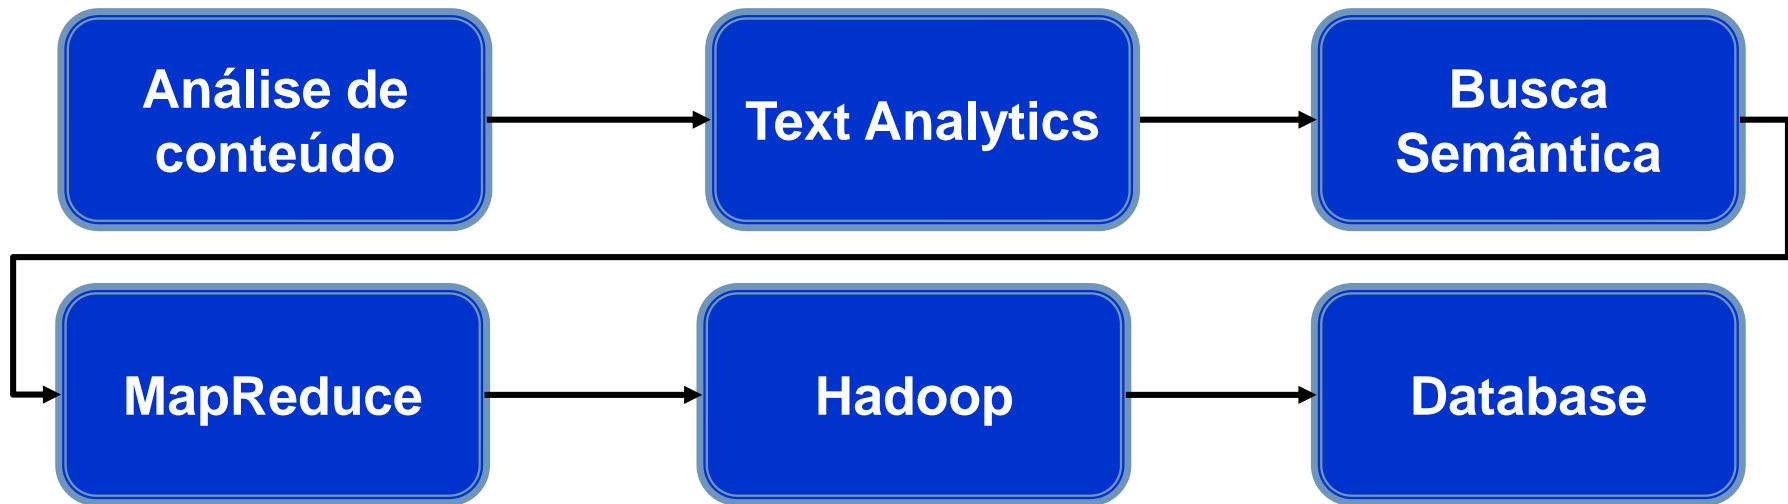 Análise de
conteúdo
Text Analytics
Busca
Semântica
MapReduce
Hadoop
Database